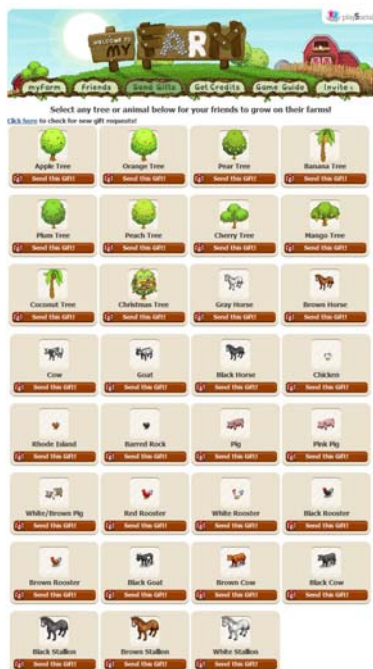 WELCOME TO
MY FARM
myFarm Friends Send Gifts Get Credits Game Guide Invite
Select any tree or animal below for your friends to grow on their farms!
Click here to check for new gift requests!
Apple Tree Orange Tree Pear Tree Banana Tree
Send this Gift! Send this Gift! Send this Gift! Send this Gift!
Plum Tree Peach Tree Cherry Tree Mango Tree
Send this Gift! Send this Gift! Send this Gift! Send this Gift!
Coconut Tree Christmas Tree Gray Horse Brown Horse
Send this Gift! Send this Gift! Send this Gift! Send this Gift!
Cow Goat Black Horse Chicken
Send this Gift! Send this Gift! Send this Gift! Send this Gift!
Rhode Island Barred Rock Pig Pink Pig
Send this Gift! Send this Gift! Send this Gift! Send this Gift!
White/Brown Pig Red Rooster White Rooster Black Rooster
Send this Gift! Send this Gift! Send this Gift! Send this Gift!
Brown Rooster Black Goat Brown Cow Black Cow
Send this Gift! Send this Gift! Send this Gift! Send this Gift!
Black Stallion Brown Stallion White Stallion
Send this Gift! Send this Gift! Send this Gift!